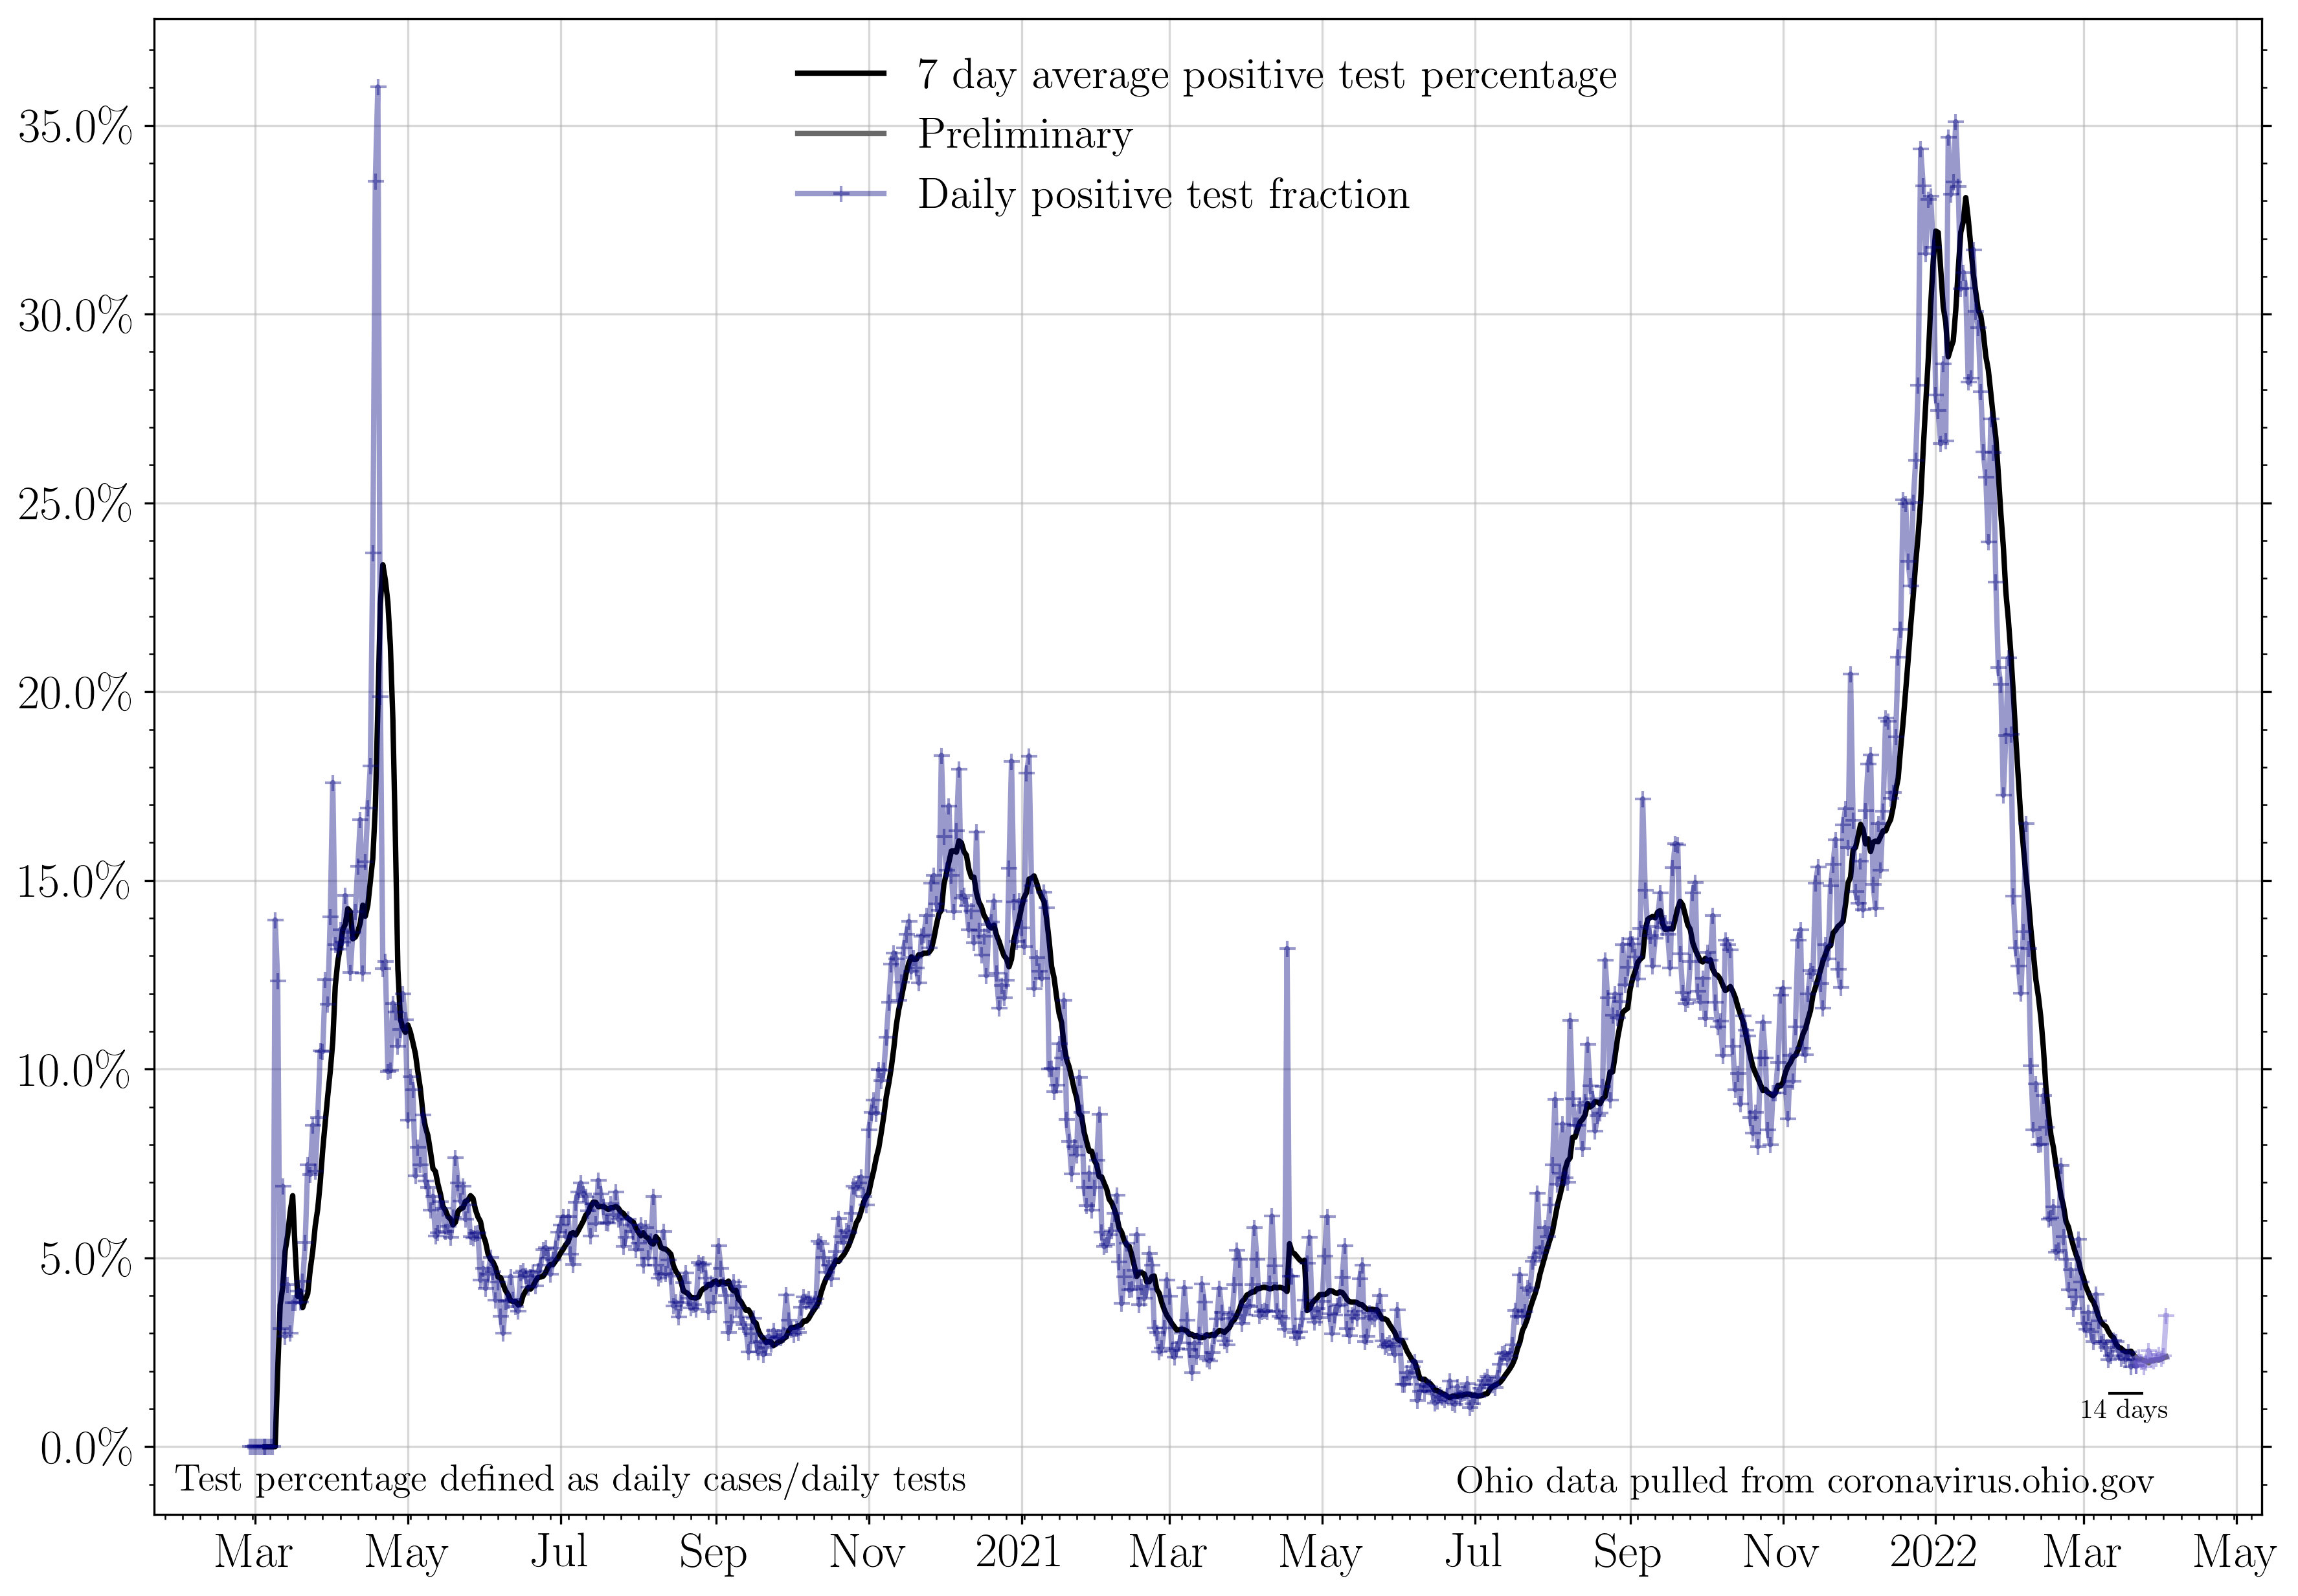 7 day average positive test percentage
Preliminary
Daily positive test fraction
35.0%
30.0%
25.0%
20.0%
15.0%
10.0%
5.0%
0.0%
14 days
Test percentage defined as daily cases/daily tests
Ohio data pulled from coronavirus.ohio.gov
Mar May Jul Sep Nov 2021 Mar May Jul Sep Nov 2022 Mar May